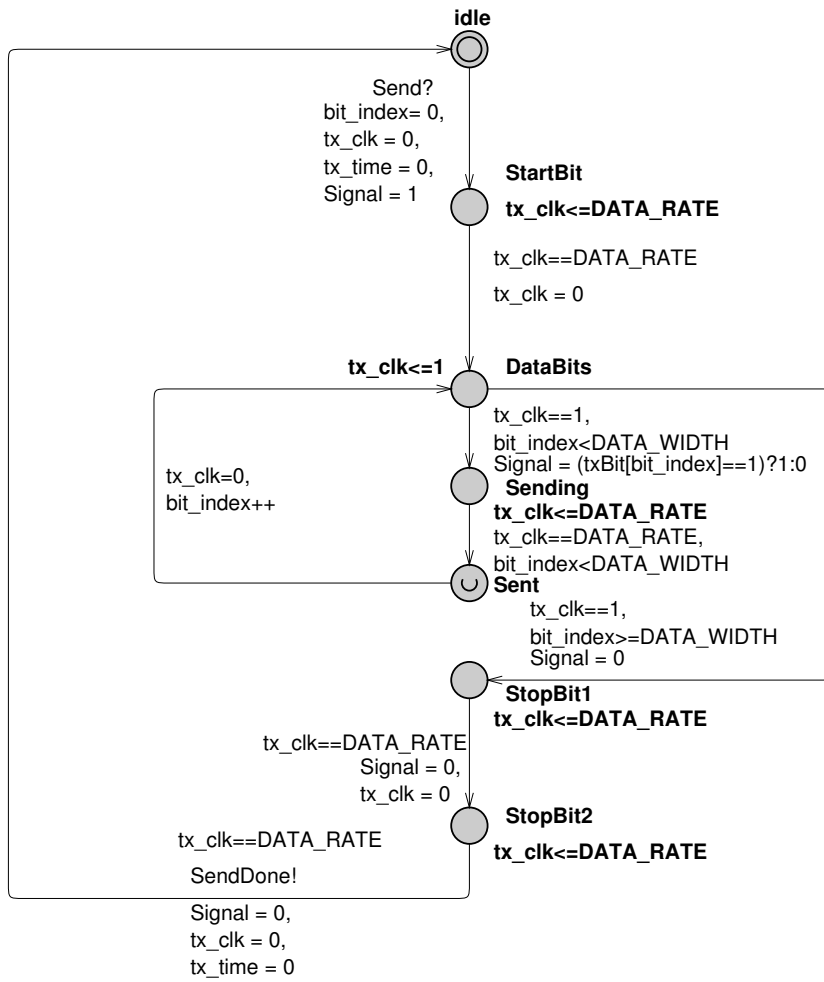 idle
Send?
bit_index= 0,
tx_clk = 0,
tx_time = 0,
Signal = 1
StartBit
tx_clk<=DATA_RATE
tx_clk==DATA_RATE
tx_clk = 0
tx_clk<=1
DataBits
tx_clk==1,
bit_index<DATA_WIDTH
Signal = (txBit[bit_index]==1)?1:0
Sending
tx_clk<=DATA_RATE
tx_clk==DATA_RATE,
bit_index<DATA_WIDTH
tx_clk=0,
bit_index++
Sent
tx_clk==1,
bit_index>=DATA_WIDTH
Signal = 0
StopBit1
tx_clk<=DATA_RATE
tx_clk==DATA_RATE
Signal = 0,
tx_clk = 0
StopBit2
tx_clk<=DATA_RATE
tx_clk==DATA_RATE
SendDone!
Signal = 0,
tx_clk = 0,
tx_time = 0